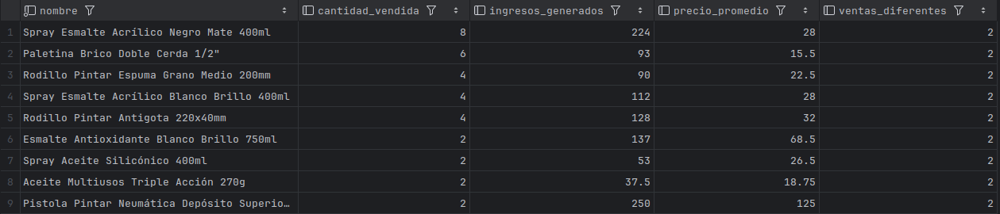 nombre cantidad_vendida ingresos_generados precio_promedio ventas_diferentes
1 Spray Esmalte Acrílico Negro Mate 400ml 8 224 28 2
2 Paletina Brico Doble Cerda 1/2" 6 93 15.5 2
3 Rodillo Pintar Espuma Grano Medio 200mm 4 90 22.5 2
4 Spray Esmalte Acrílico Blanco Brillo 400ml 4 112 28 2
5 Rodillo Pintar Antigota 220x40mm 4 128 32 2
6 Esmalte Antioxidante Blanco Brillo 750ml 2 137 68.5 2
7 Spray Aceite Silicónico 400ml 2 53 26.5 2
8 Aceite Multiusos Triple Acción 270g 2 37.5 18.75 2
9 Pistola Pintar Neumática Depósito Superio… 2 250 125 2